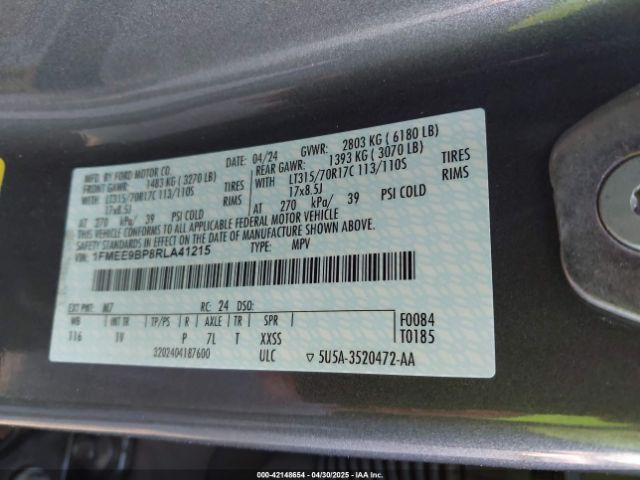 MFD. BY FORD MOTOR CO.
DATE: 04/24 GVWR: 2803 KG ( 6180 LB)
FRONT GAWR: 1483 KG ( 3270 LB) REAR GAWR: 1393 KG ( 3070 LB)
WITH LT315/70R17C 113/110S TIRES WITH LT315/70R17C 113/110S TIRES
17x8.5J RIMS 17x8.5J RIMS
AT 270 kPa/ 39 PSI COLD AT 270 kPa/ 39 PSI COLD
THIS VEHICLE CONFORMS TO ALL APPLICABLE FEDERAL MOTOR VEHICLE
SAFETY STANDARDS IN EFFECT ON THE DATE OF MANUFACTURE SHOWN ABOVE.
VIN: 1FMEE9BP8RLA41215 TYPE: MPV
EXT PNT: M7 RC: 24 DSO:
WB INT TR TP/PS R AXLE TR SPR F0084
116 1V P 7L T XXSS T0185
3202404187600 ULC ▽ 5U5A-3520472-AA
000-42148654 - 04/30/2025 - IAA Inc.